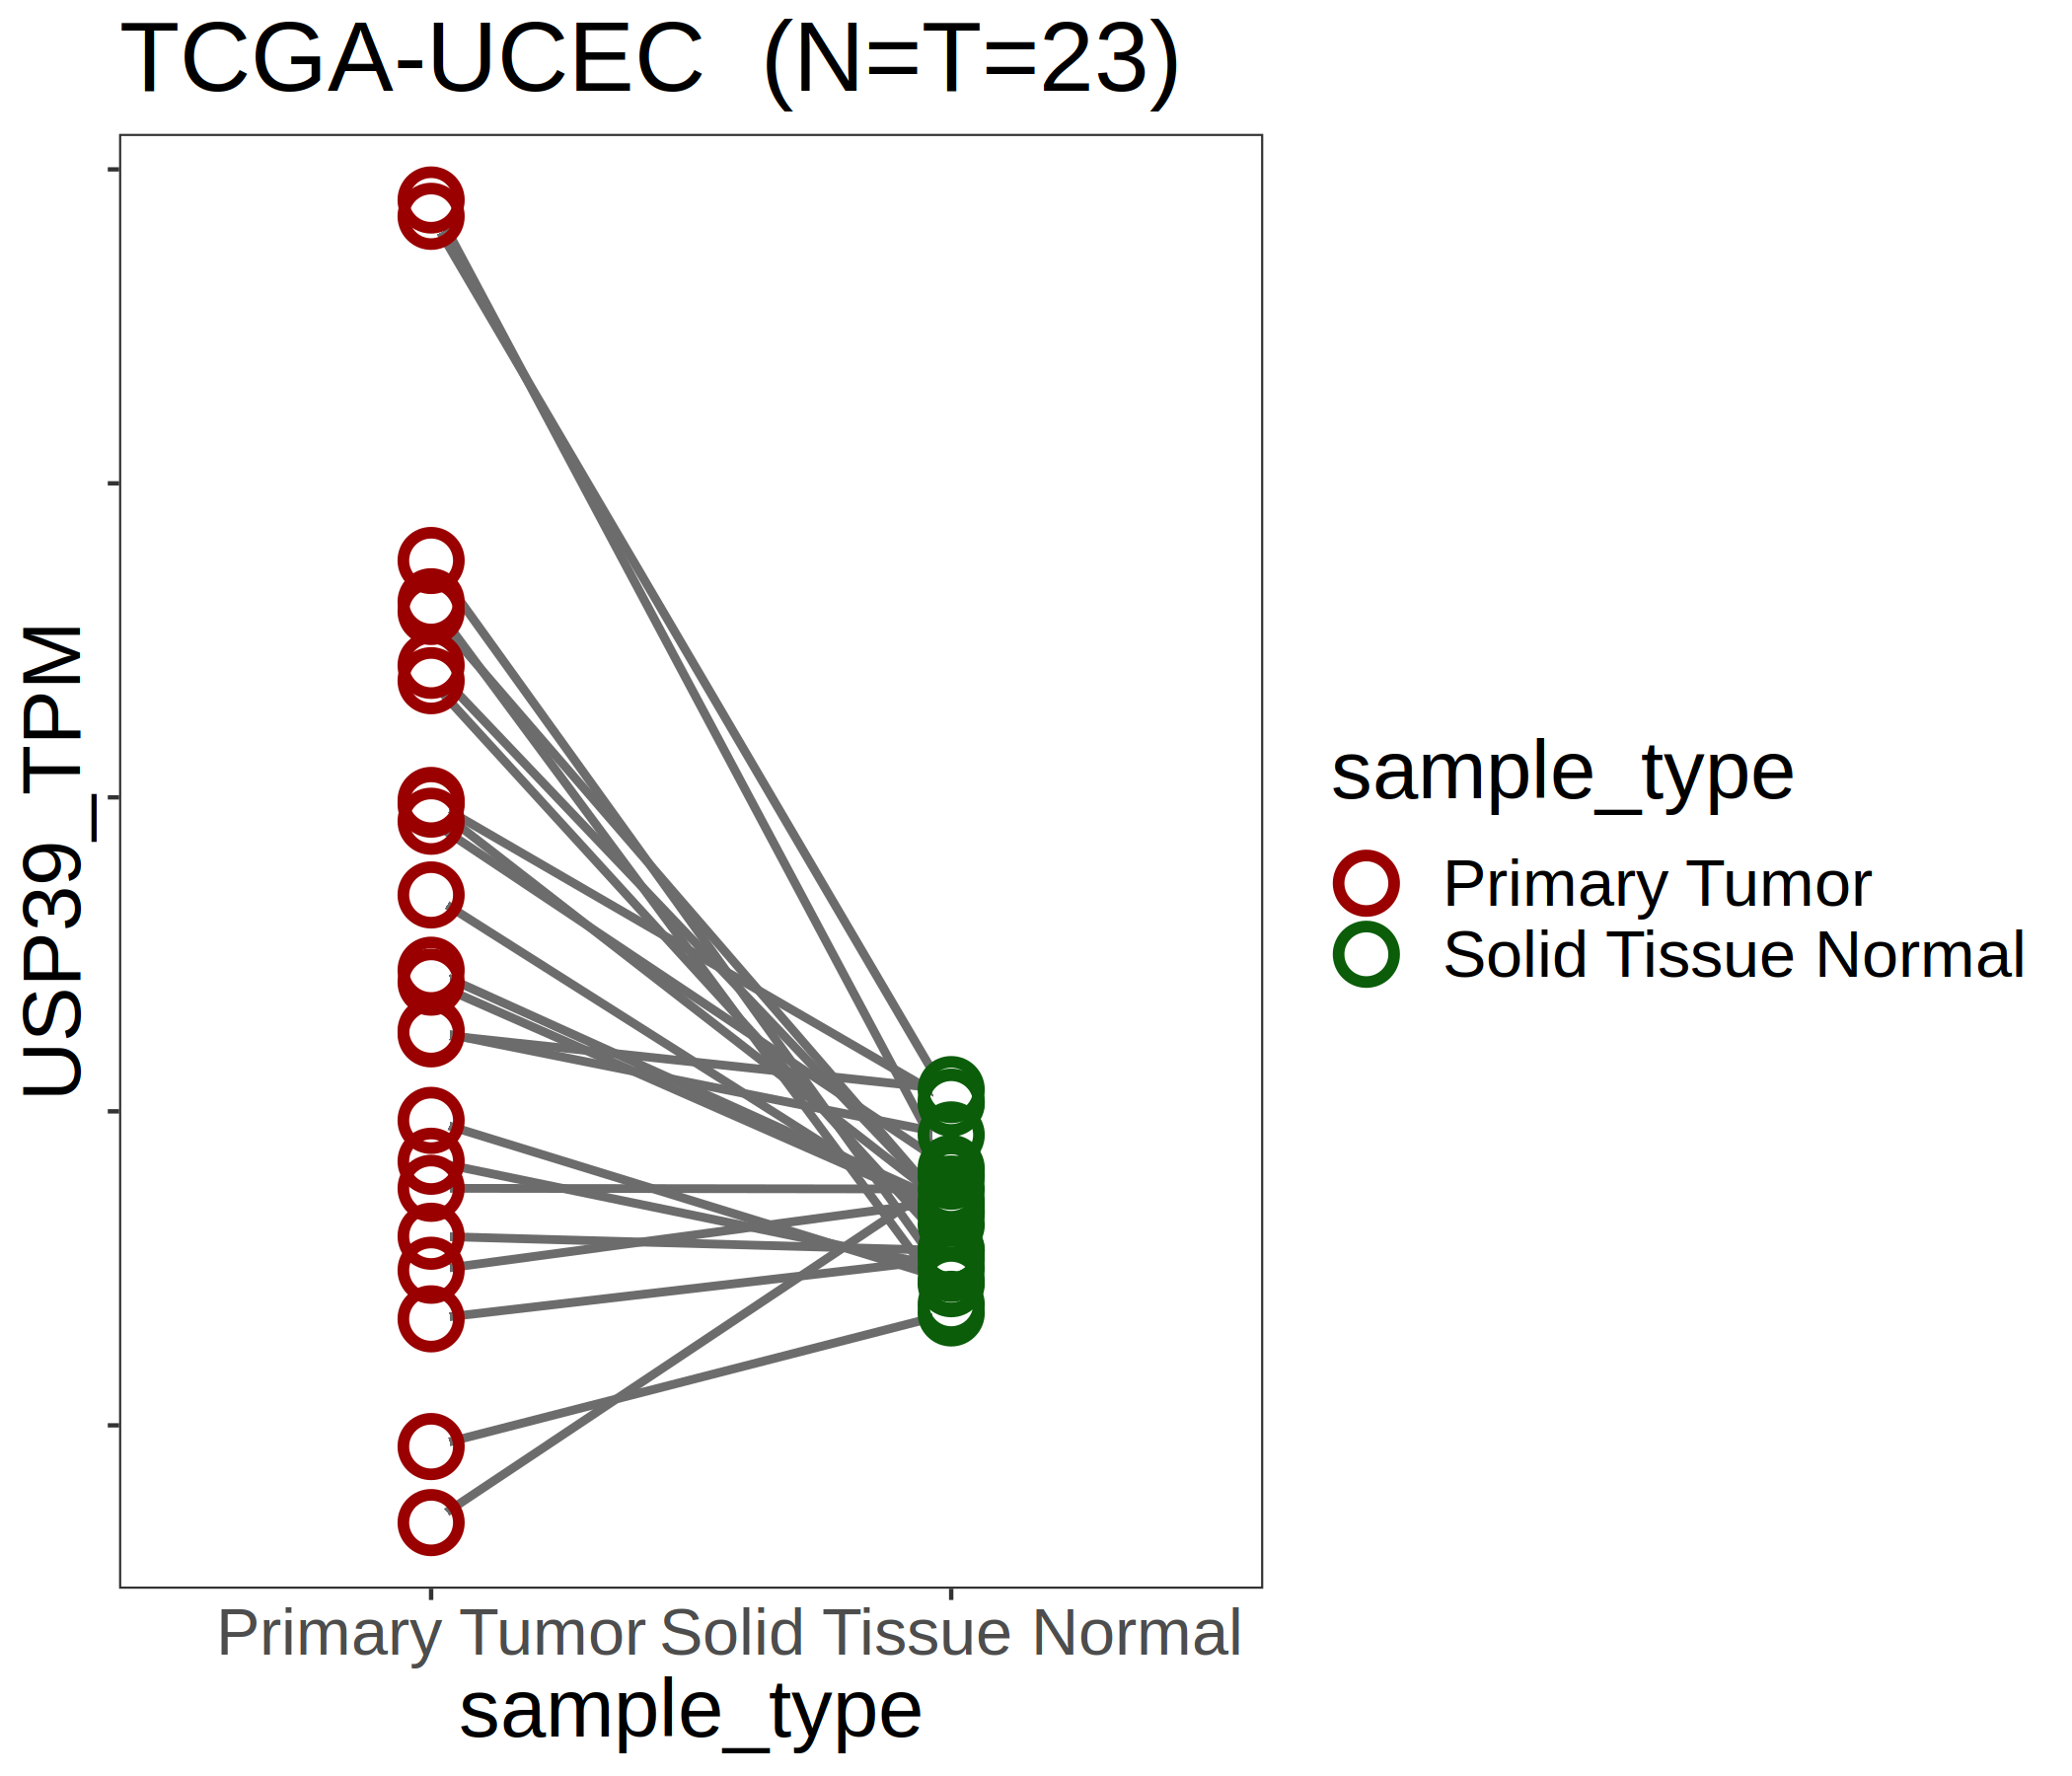 TCGA-UCEC  (N=T=23)
USP39_TPM
sample_type
Primary Tumor
Solid Tissue Normal
Primary Tumor Solid Tissue Normal
sample_type